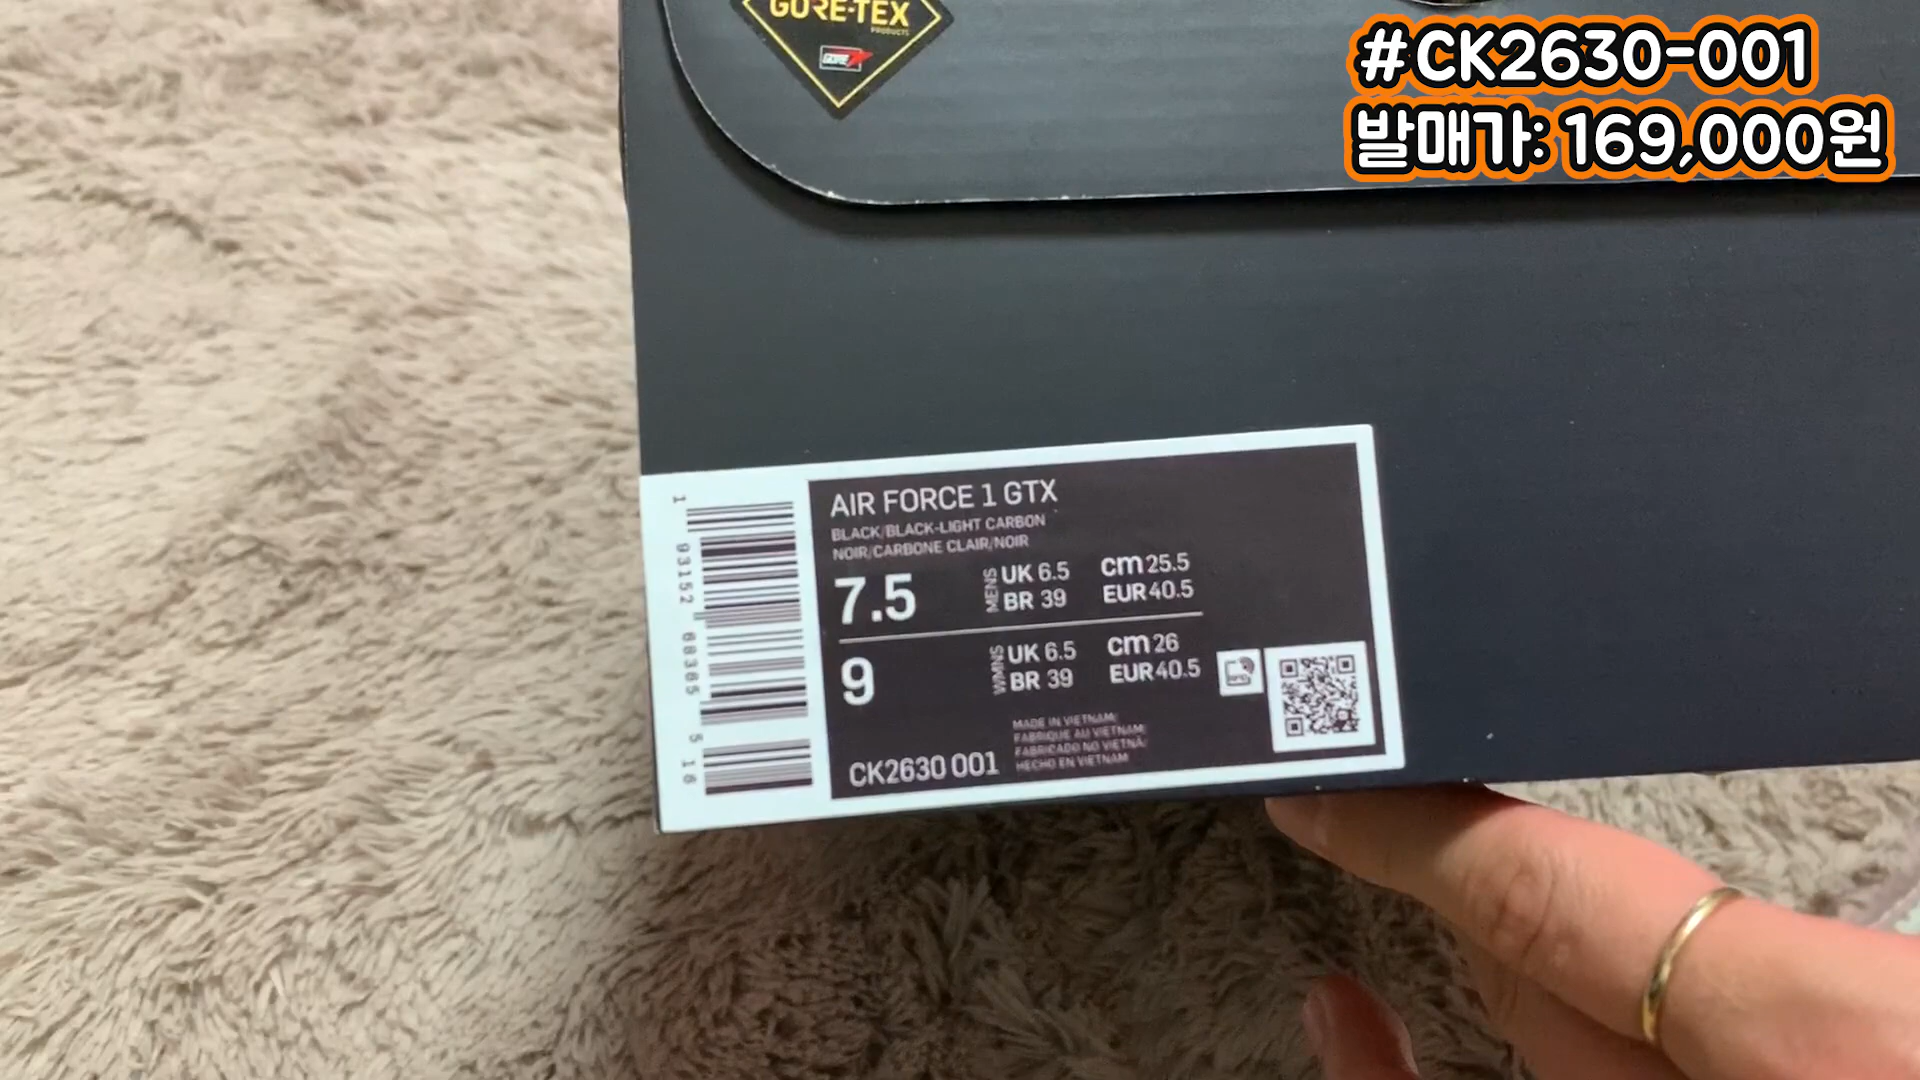 GORE-TEX
PRODUCTS
GORE
#CK2630-001
발매가: 169,000원
AIR FORCE 1 GTX
BLACK/BLACK-LIGHT CARBON
NOIR/CARBONE CLAIR/NOIR
7.5 MENS UK 6.5 cm 25.5
BR 39 EUR 40.5
9 WMNS UK 6.5 cm 26
BR 39 EUR 40.5
MADE IN VIETNAM/
FABRIQUE AU VIETNAM/
FABRICADO NO VIETNÃ/
HECHO EN VIETNAM
CK2630 001
1 93152 68365 5 16